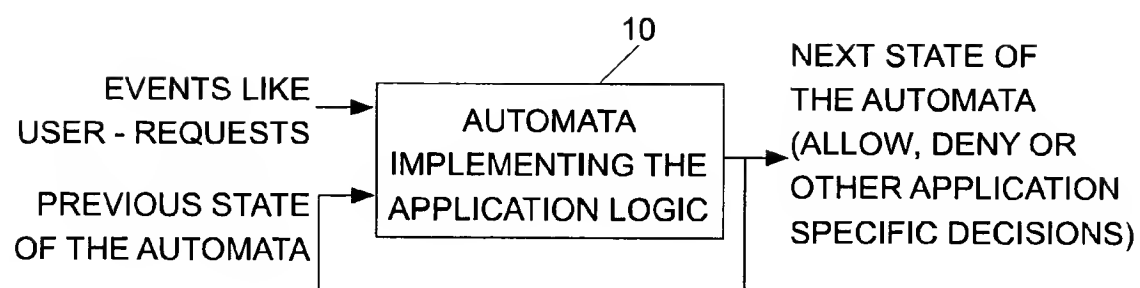 10
EVENTS LIKE
USER - REQUESTS
PREVIOUS STATE
OF THE AUTOMATA
AUTOMATA
IMPLEMENTING THE
APPLICATION LOGIC
NEXT STATE OF
THE AUTOMATA
(ALLOW, DENY OR
OTHER APPLICATION
SPECIFIC DECISIONS)